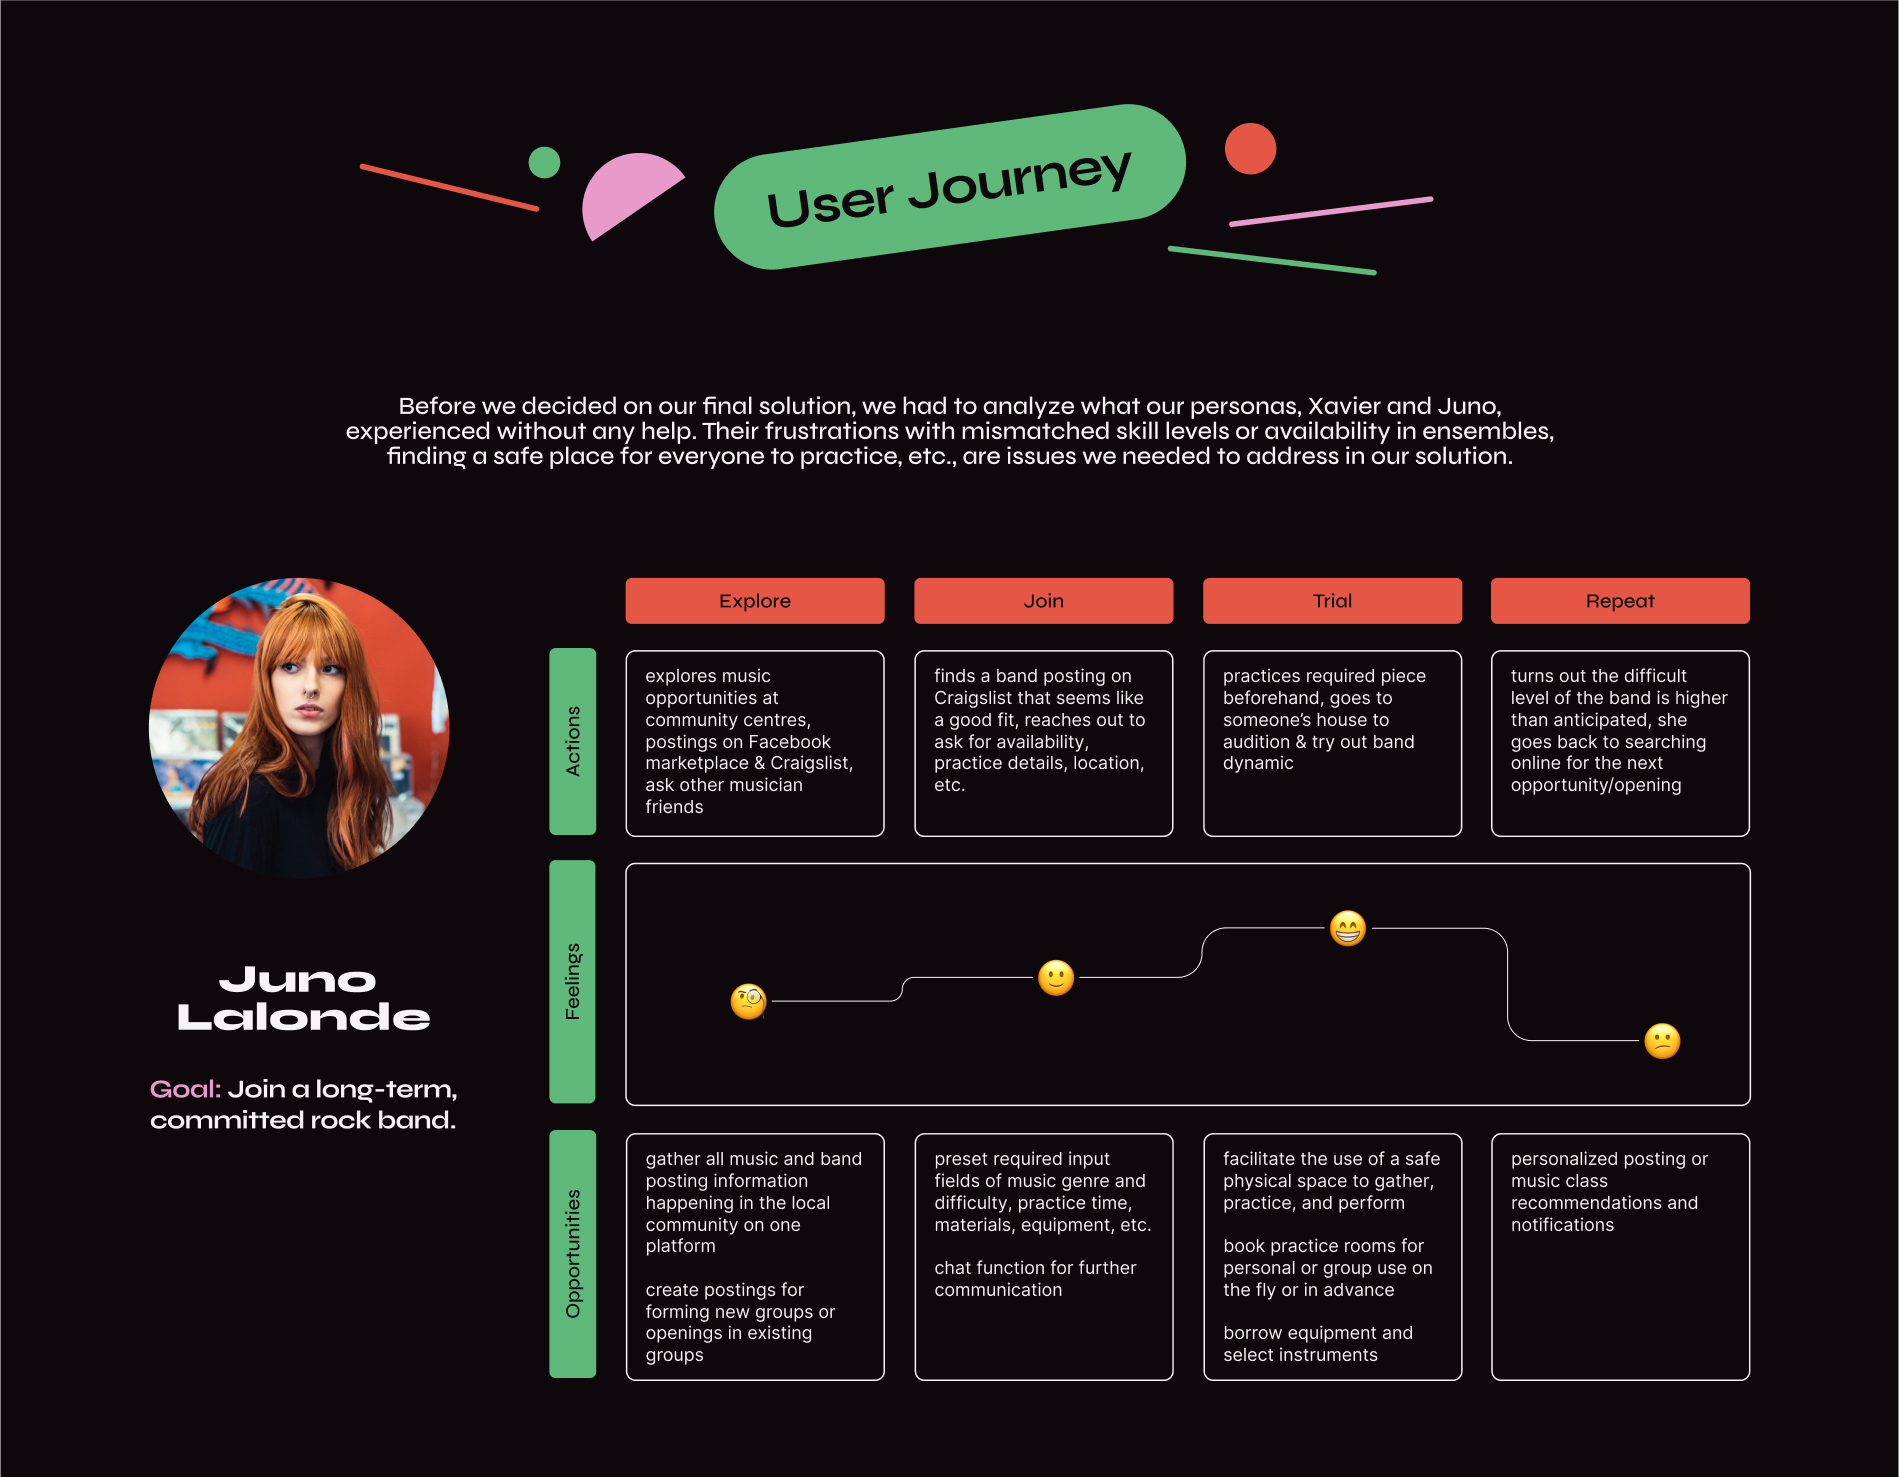 User Journey
Before we decided on our final solution, we had to analyze what our personas, Xavier and Juno,
experienced without any help. Their frustrations with mismatched skill levels or availability in ensembles,
finding a safe place for everyone to practice, etc., are issues we needed to address in our solution.
Juno
Lalonde
Goal: Join a long-term,
committed rock band.
Explore
Join
Trial
Repeat
Actions
explores music
opportunities at
community centres,
postings on Facebook
marketplace & Craigslist,
ask other musician
friends
finds a band posting on
Craigslist that seems like
a good fit, reaches out to
ask for availability,
practice details, location,
etc.
practices required piece
beforehand, goes to
someone's house to
audition & try out band
dynamic
turns out the difficult
level of the band is higher
than anticipated, she
goes back to searching
online for the next
opportunity/opening
Feelings
Opportunities
gather all music and band
posting information
happening in the local
community on one
platform
create postings for
forming new groups or
openings in existing
groups
preset required input
fields of music genre and
difficulty, practice time,
materials, equipment, etc.
chat function for further
communication
facilitate the use of a safe
physical space to gather,
practice, and perform
book practice rooms for
personal or group use on
the fly or in advance
borrow equipment and
select instruments
personalized posting or
music class
recommendations and
notifications